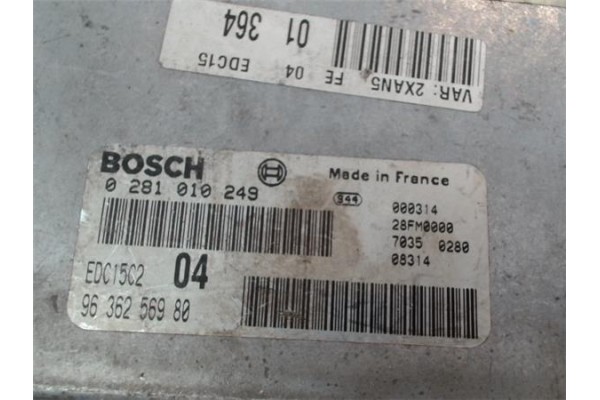 01 364
FE 04 EDC15
VAR: 2XAN5
BOSCH
Made in France
0 281 010 249
944
000314
28FM0000
7035 0280
08314
EDC15C2 04
96 362 569 80